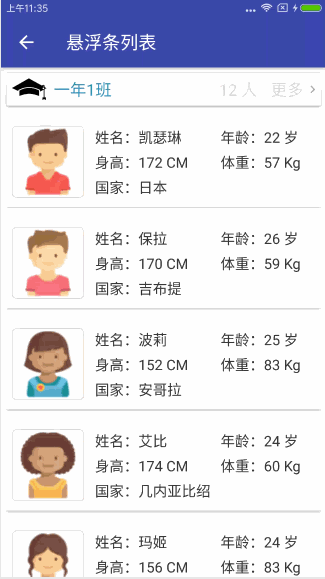 上午11:35
悬浮条列表
一年1班 12 人 更多
姓名：凯瑟琳 年龄：22 岁
身高：172 CM 体重：57 Kg
国家：日本
姓名：保拉 年龄：26 岁
身高：170 CM 体重：59 Kg
国家：吉布提
姓名：波莉 年龄：25 岁
身高：152 CM 体重：83 Kg
国家：安哥拉
姓名：艾比 年龄：24 岁
身高：174 CM 体重：60 Kg
国家：几内亚比绍
姓名：玛姬 年龄：24 岁
身高：156 CM 体重：83 Kg